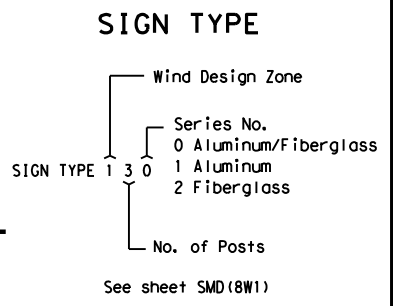 SIGN TYPE
Wind Design Zone
Series No.
0 Aluminum/Fiberglass
SIGN TYPE 1 3 0
1 Aluminum
2 Fiberglass
No. of Posts
See sheet SMD(8W1)